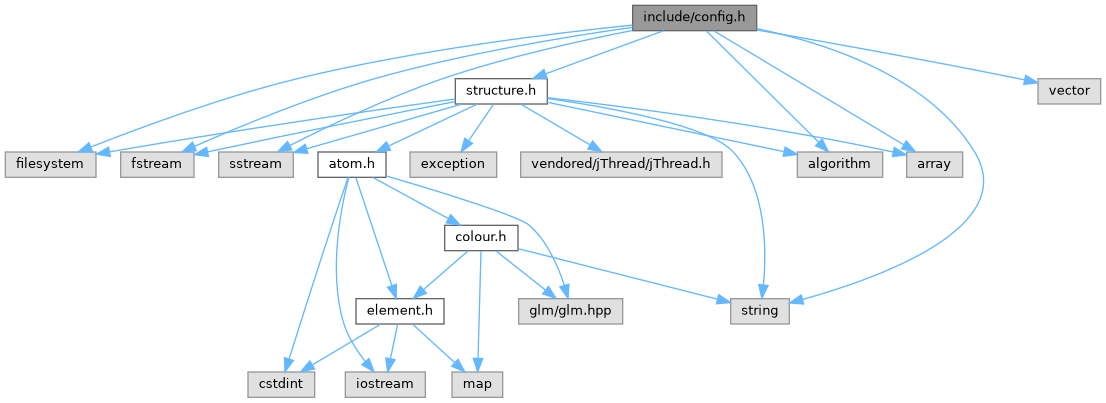 include/config.h
structure.h
vector
filesystem
fstream
sstream
atom.h
exception
vendored/jThread/jThread.h
algorithm
array
colour.h
element.h
glm/glm.hpp
string
cstdint
iostream
map